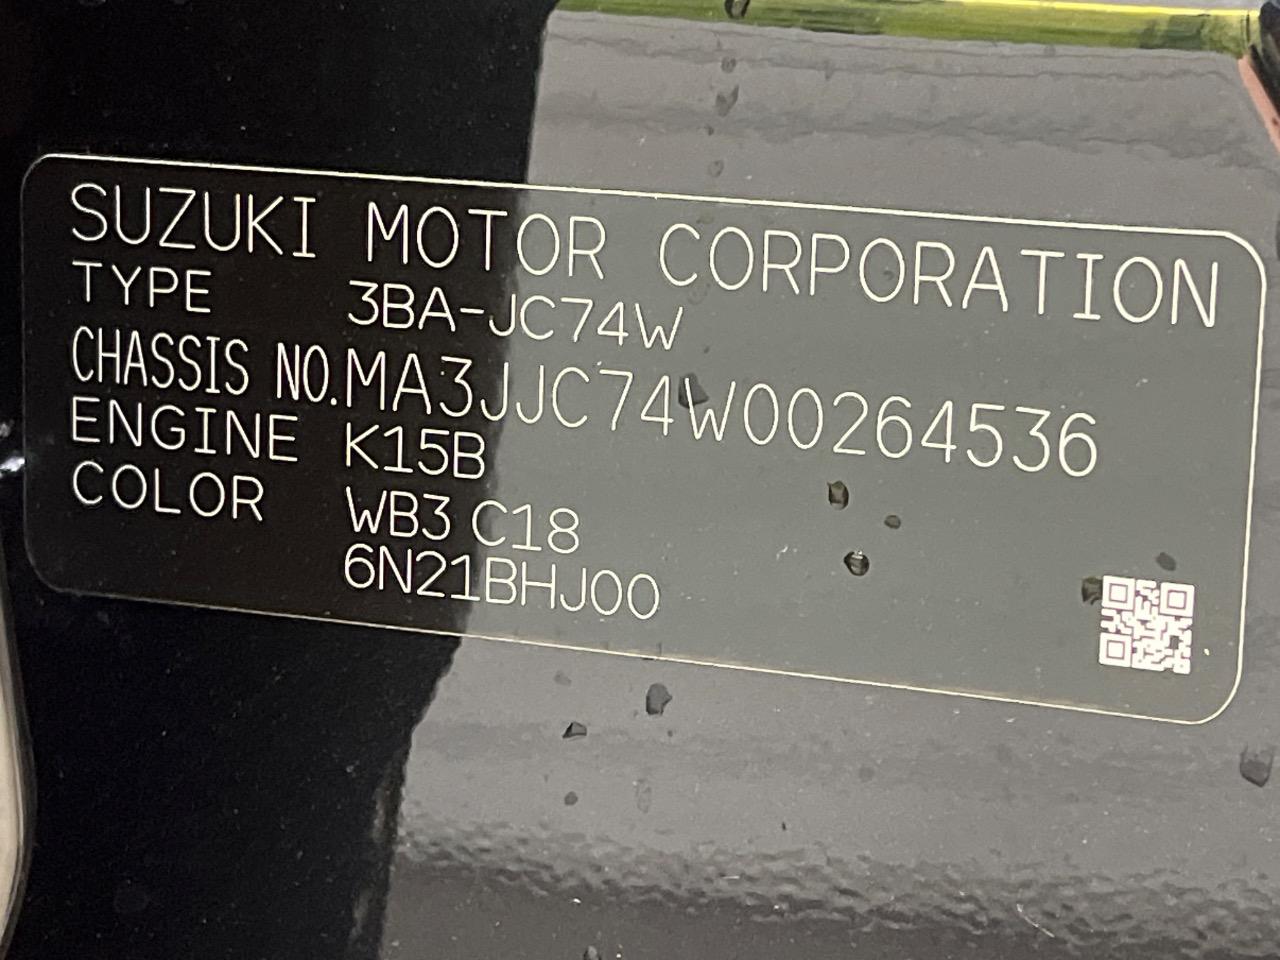 SUZUKI MOTOR CORPORATION
TYPE 3BA-JC74W
CHASSIS NO.MA3JJC74W00264536
ENGINE K15B
COLOR WB3 C18
6N21BHJ00